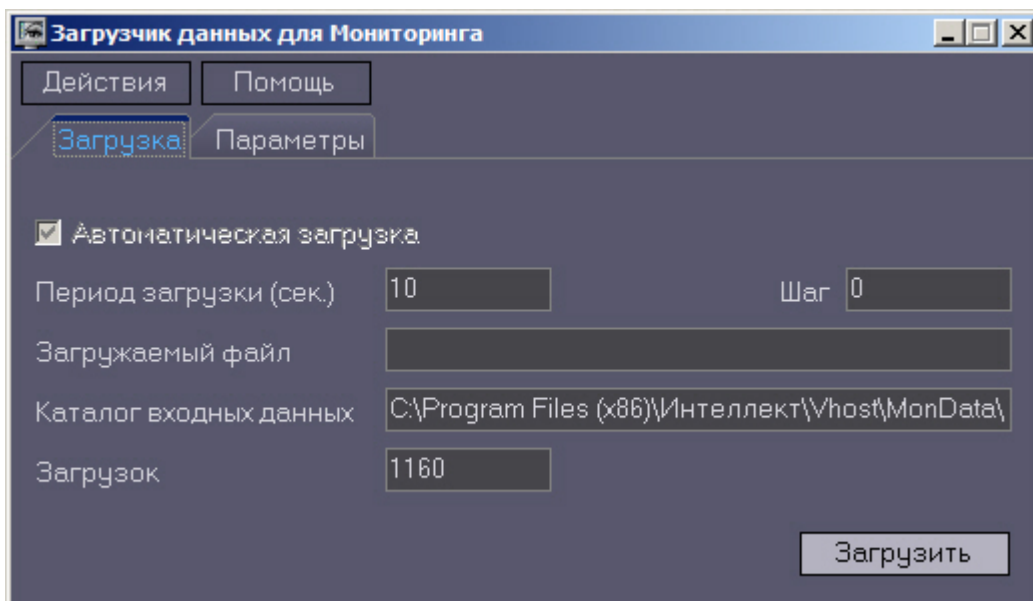 Загрузчик данных для Мониторинга
Действия Помощь
Загрузка Параметры
Автоматическая загрузка
Период загрузки (сек.) 10 Шаг 0
Загружаемый файл
Каталог входных данных C:\Program Files (x86)\Интеллект\Vhost\MonData\
Загрузок 1160
Загрузить